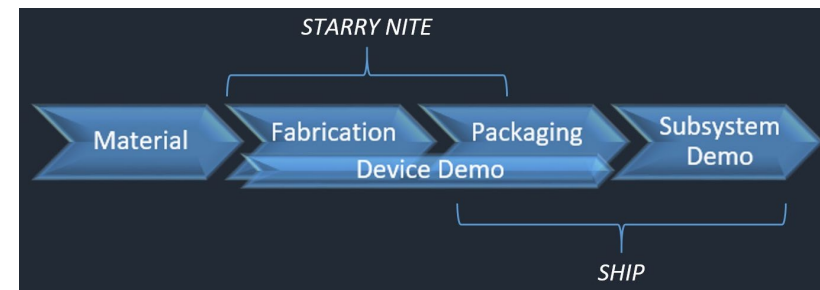 STARRY NITE
Material
Fabrication
Packaging
Subsystem
Demo
Device Demo
SHIP